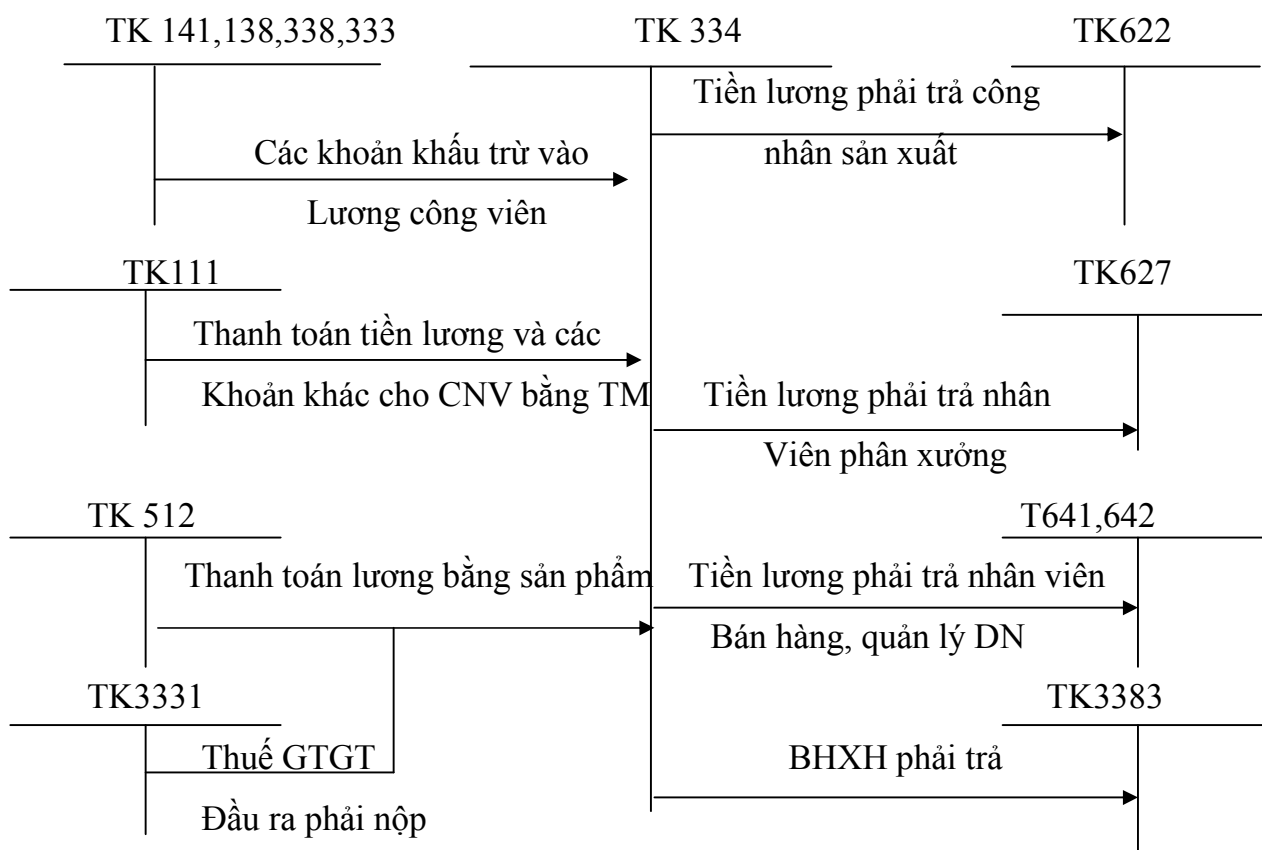 TK 141,138,338,333
TK 334
TK622
Tiền lương phải trả công
nhân sản xuất
Các khoản khấu trừ vào
Lương công viên
TK111
TK627
Thanh toán tiền lương và các
Khoản khác cho CNV bằng TM
Tiền lương phải trả nhân
Viên phân xưởng
TK 512
T641,642
Thanh toán lương bằng sản phẩm
Tiền lương phải trả nhân viên
Bán hàng, quản lý DN
TK3331
TK3383
Thuế GTGT
BHXH phải trả
Đầu ra phải nộp